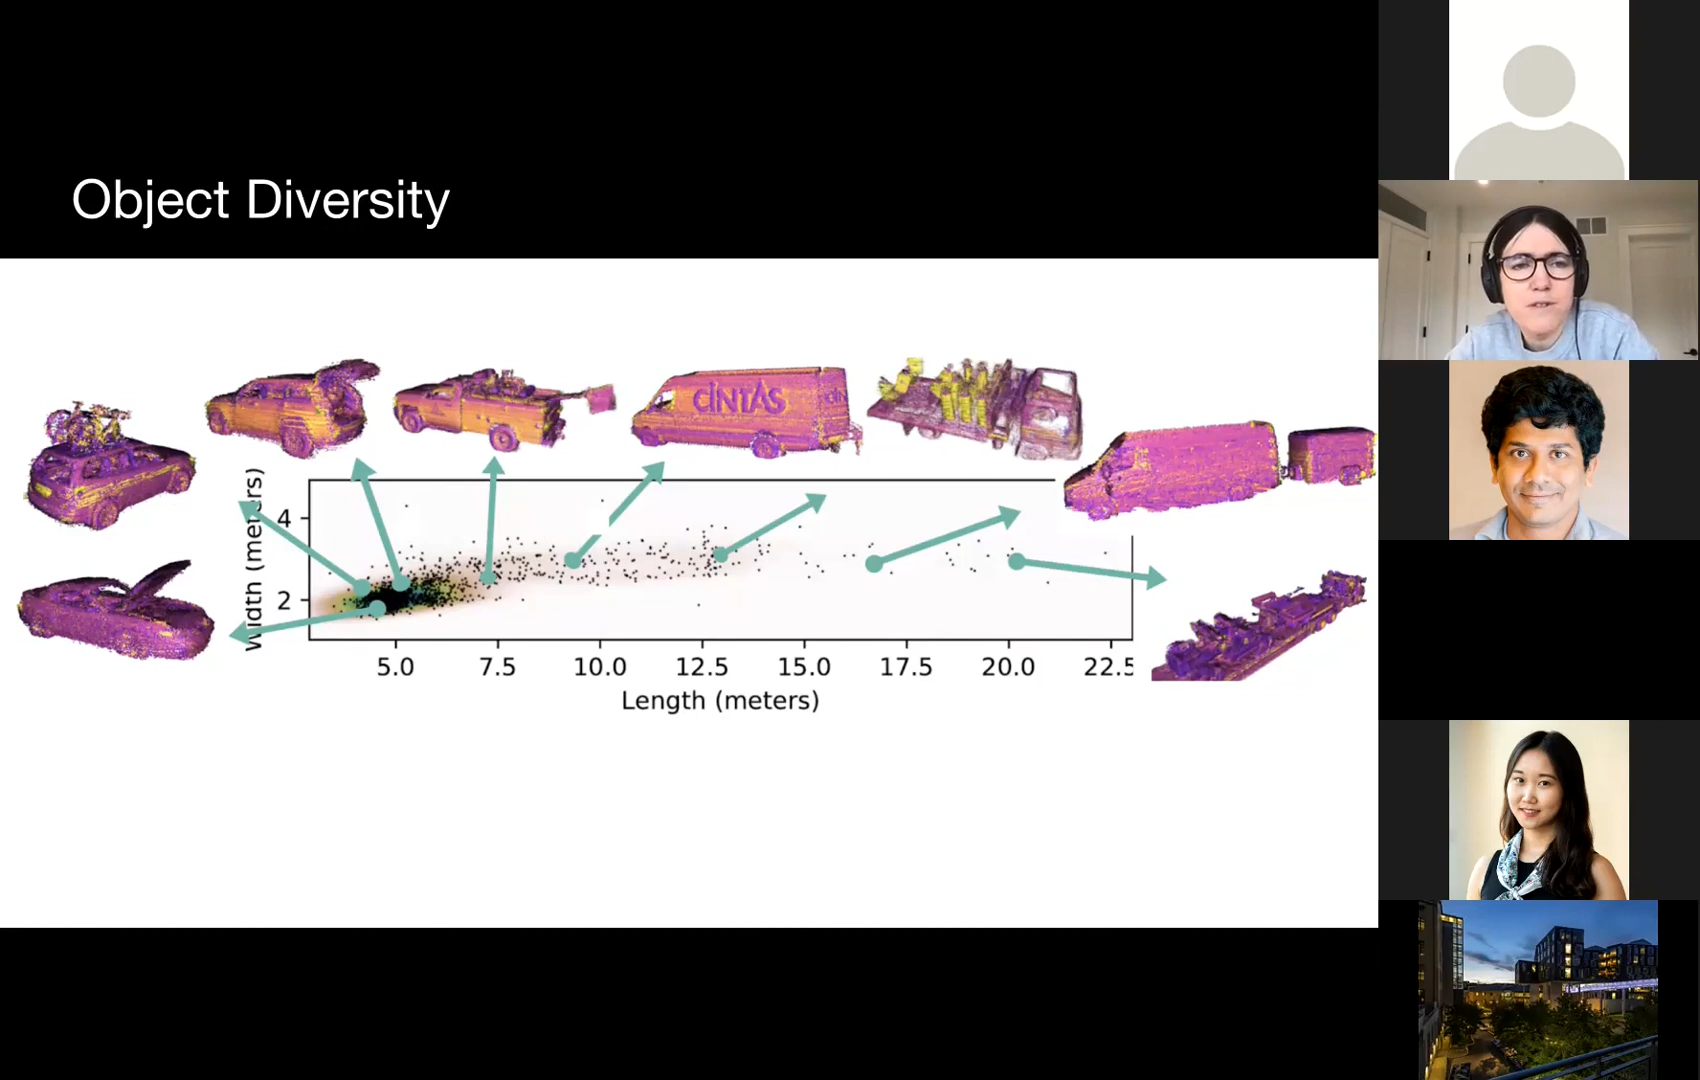 Object Diversity
CINTAS
Width (meters)
4
2
5.0 7.5 10.0 12.5 15.0 17.5 20.0 22.5
Length (meters)